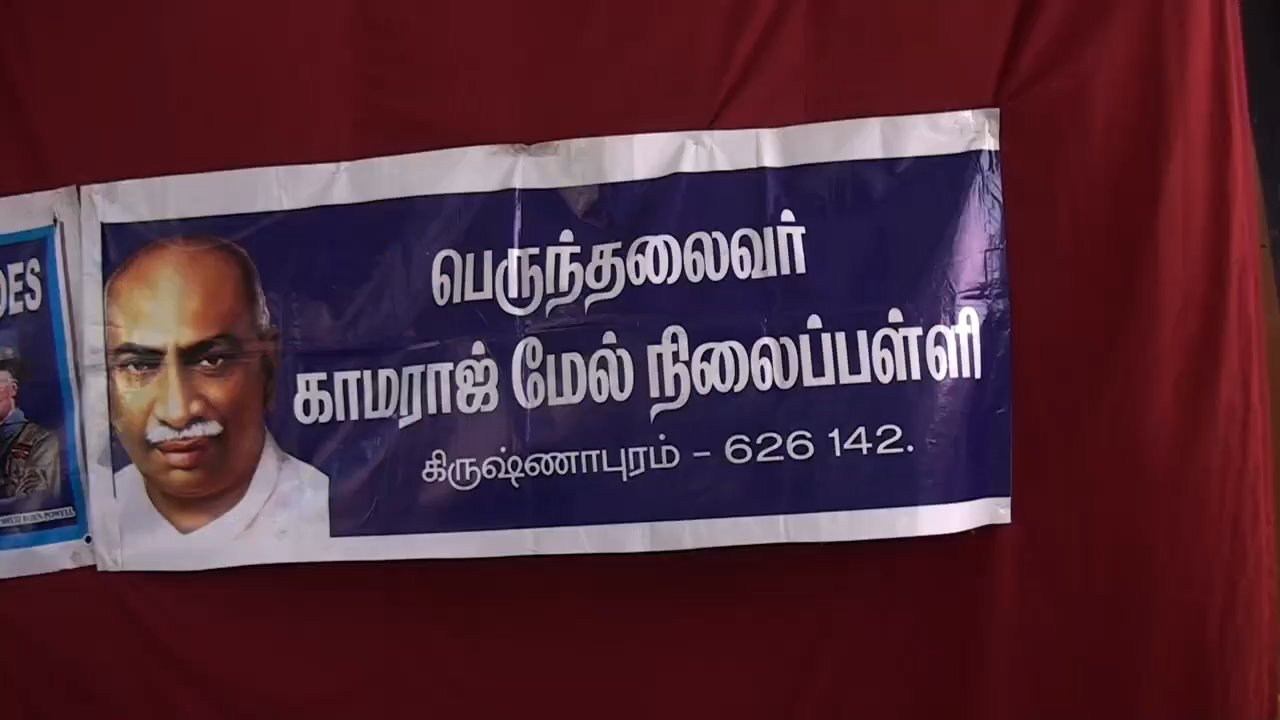 DES
பெருந்தலைவர்
காமராஜ் மேல் நிலைப்பள்ளி
கிருஷ்ணாபுரம் - 626 142.